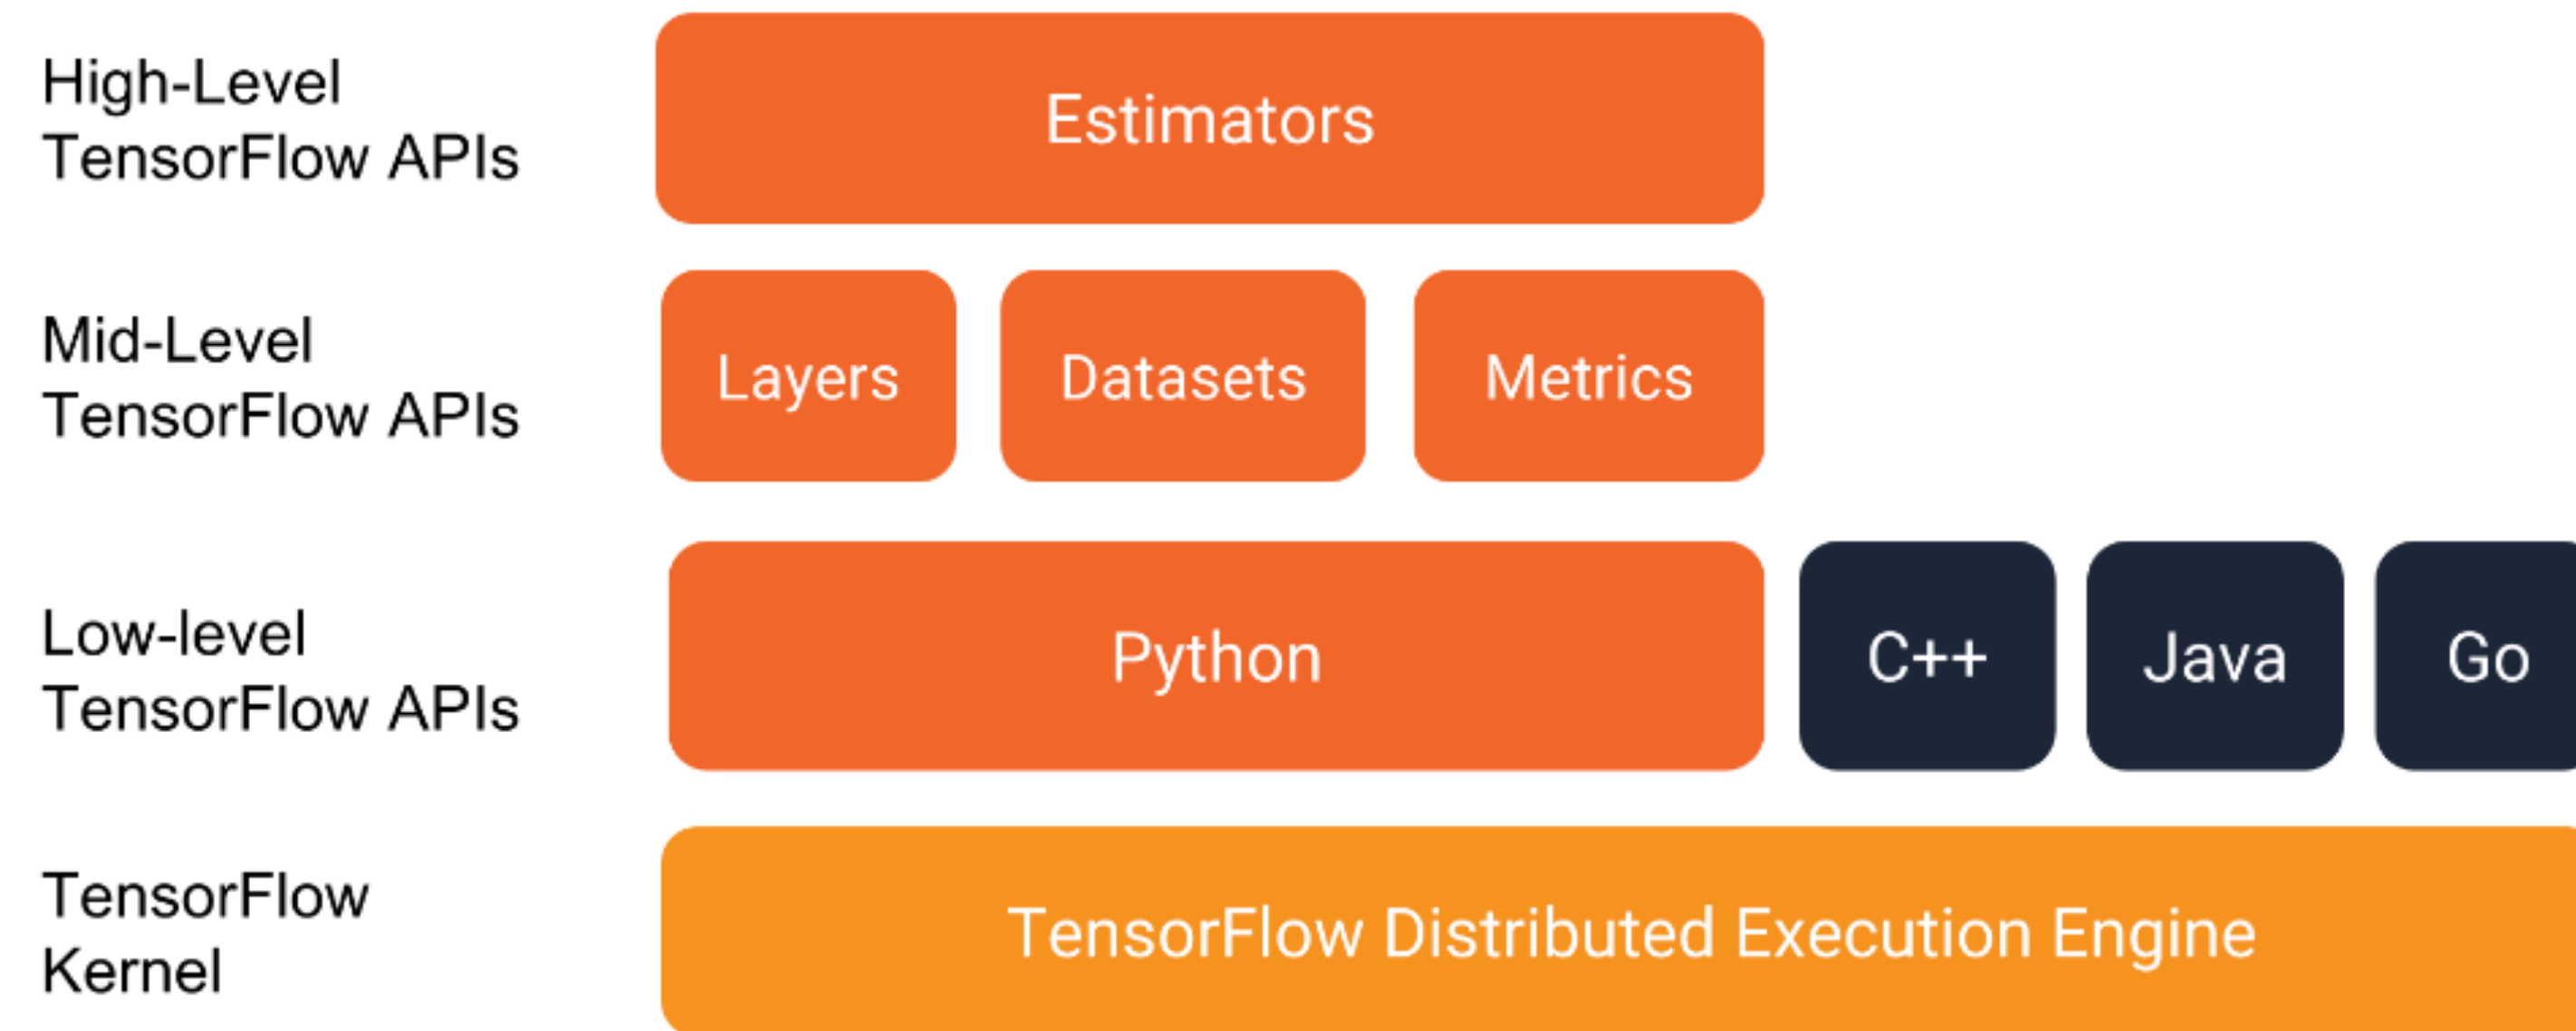 High-Level
TensorFlow APIs
Estimators
Mid-Level
TensorFlow APIs
Layers
Datasets
Metrics
Low-level
TensorFlow APIs
Python
C++
Java
Go
TensorFlow
Kernel
TensorFlow Distributed Execution Engine